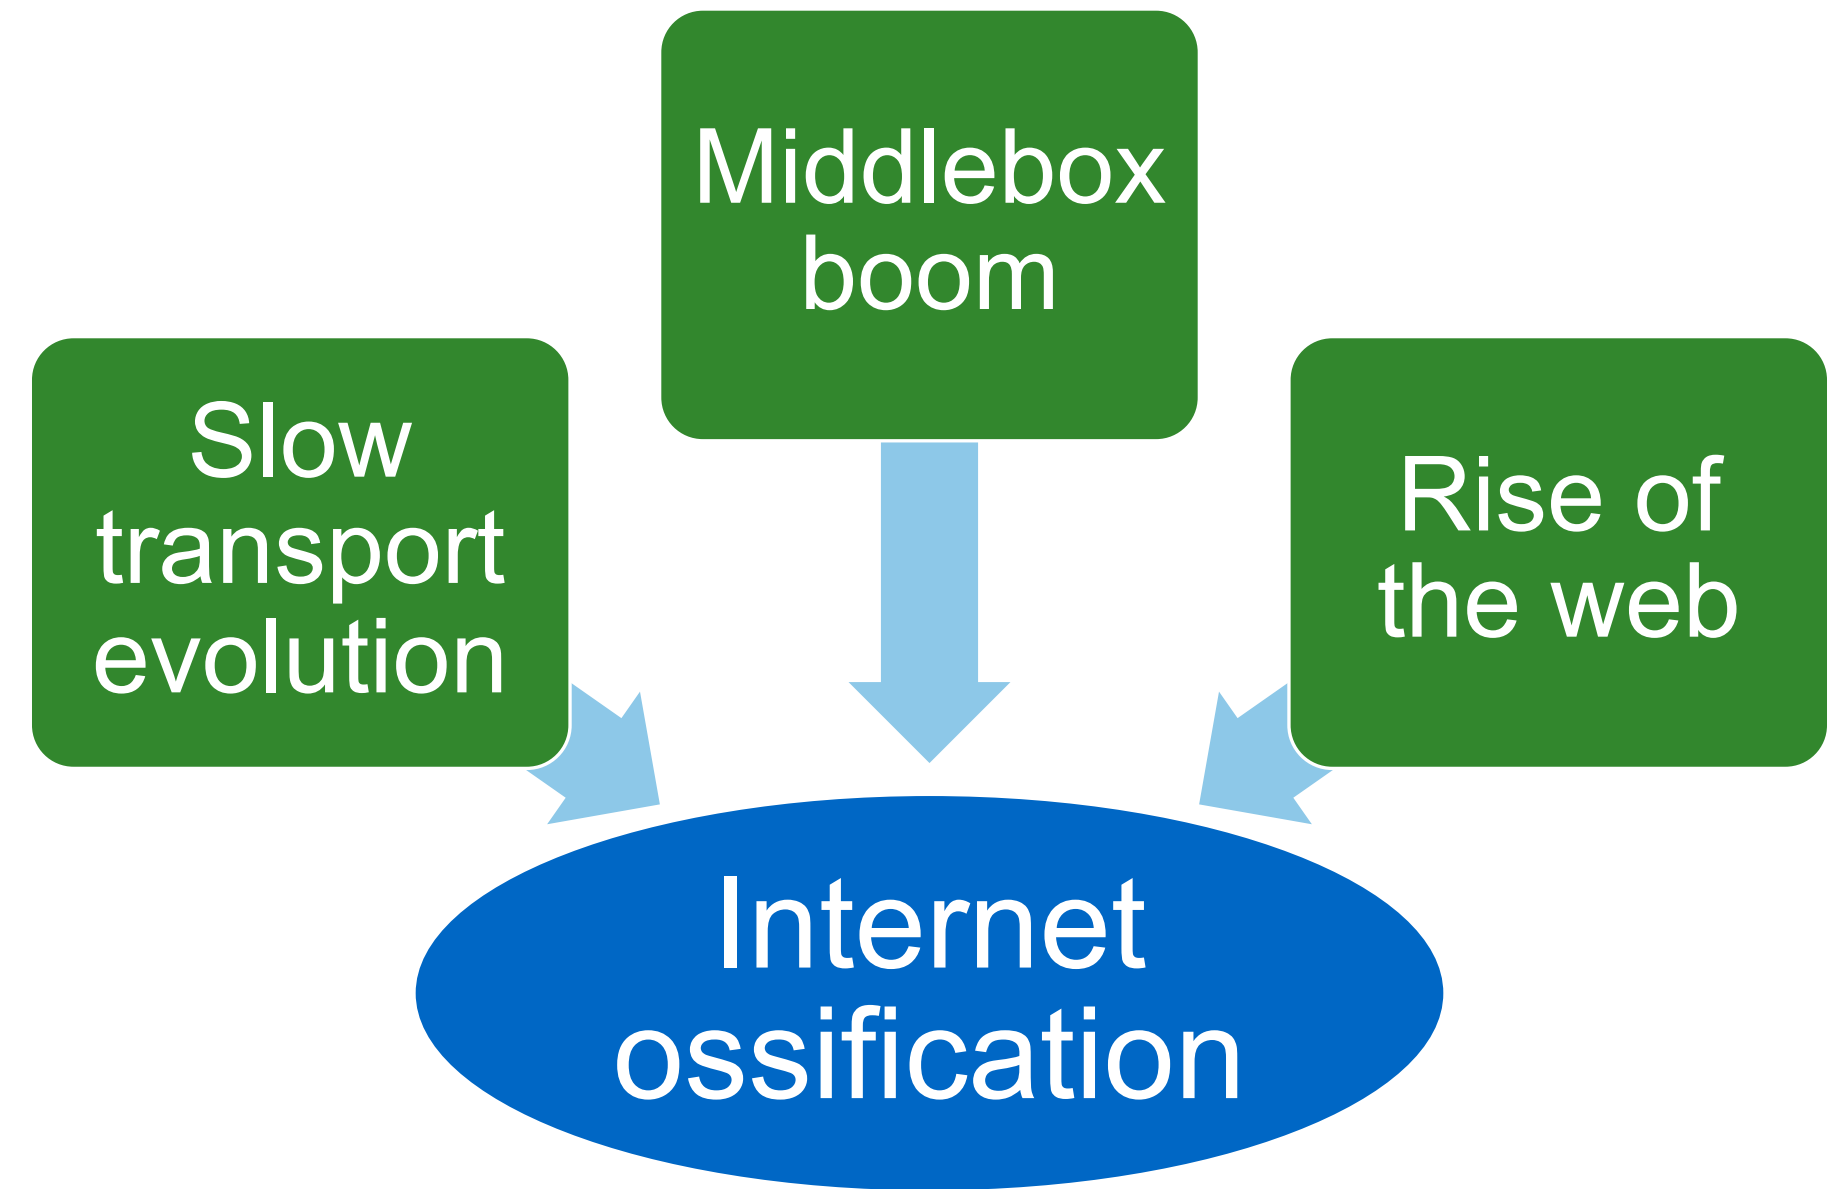 Middlebox
boom
Slow
transport
evolution
Rise of
the web
Internet
ossification